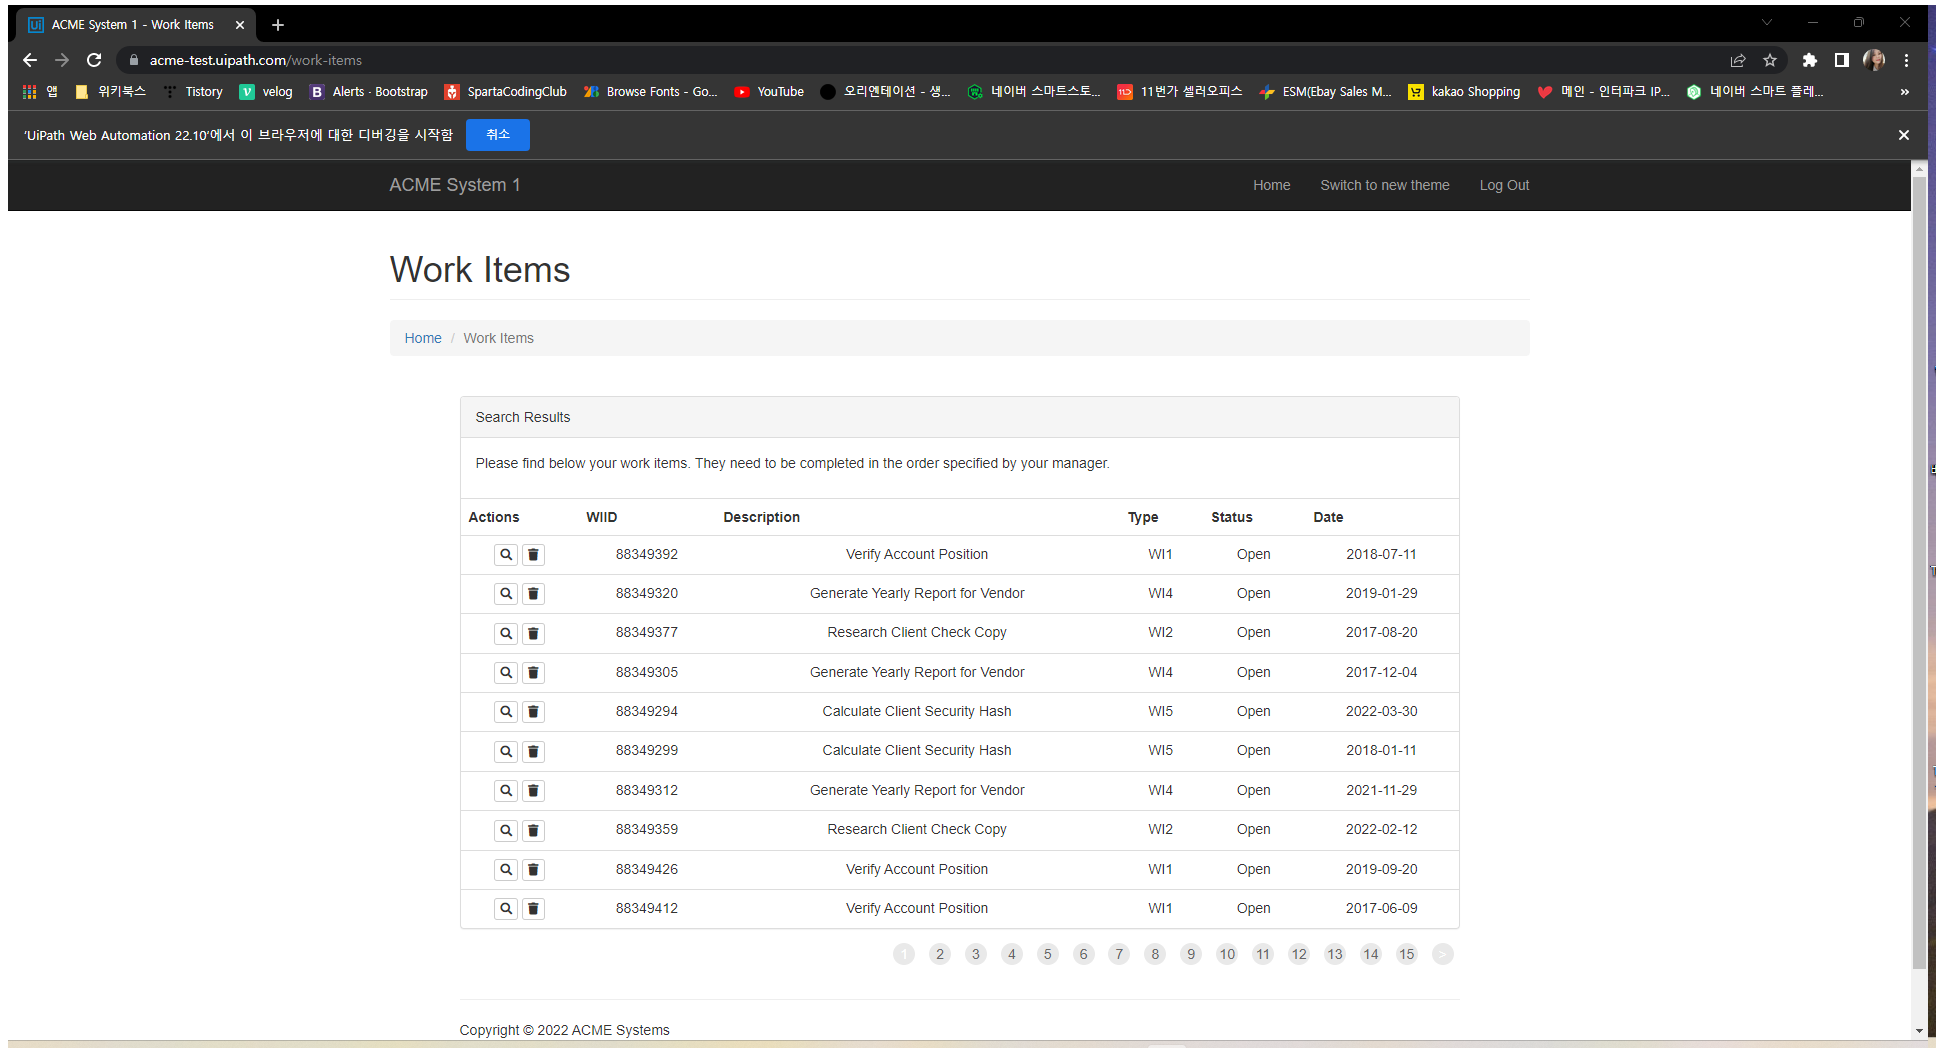 ACME System 1 - Work Items
acme-test.uipath.com/work-items
앱 위키북스 Tistory velog Alerts · Bootstrap SpartaCodingClub Browse Fonts - Go... YouTube 오리엔테이션 - 생... 네이버 스마트스토... 11번가 셀러오피스 ESM(Ebay Sales M... kakao Shopping 메인 - 인터파크 IP... 네이버 스마트 플레... »
'UiPath Web Automation 22.10'에서 이 브라우저에 대한 디버깅을 시작함 취소
ACME System 1 Home Switch to new theme Log Out
Work Items
Home / Work Items
Search Results
Please find below your work items. They need to be completed in the order specified by your manager.
Actions WIID Description Type Status Date
88349392 Verify Account Position WI1 Open 2018-07-11
88349320 Generate Yearly Report for Vendor WI4 Open 2019-01-29
88349377 Research Client Check Copy WI2 Open 2017-08-20
88349305 Generate Yearly Report for Vendor WI4 Open 2017-12-04
88349294 Calculate Client Security Hash WI5 Open 2022-03-30
88349299 Calculate Client Security Hash WI5 Open 2018-01-11
88349312 Generate Yearly Report for Vendor WI4 Open 2021-11-29
88349359 Research Client Check Copy WI2 Open 2022-02-12
88349426 Verify Account Position WI1 Open 2019-09-20
88349412 Verify Account Position WI1 Open 2017-06-09
1 2 3 4 5 6 7 8 9 10 11 12 13 14 15 >
Copyright © 2022 ACME Systems